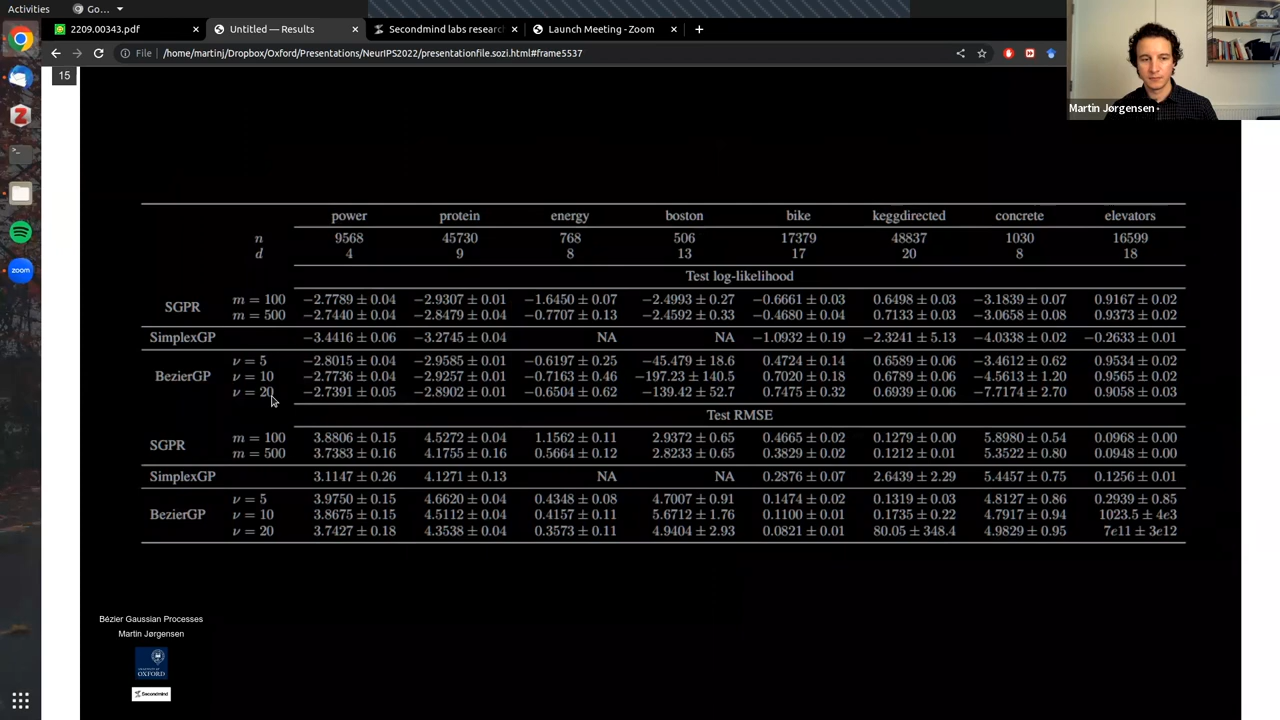 Activities Go...
2209.00343.pdf × Untitled — Results × Secondmind labs researc × Launch Meeting - Zoom × +
File /home/martinj/Dropbox/Oxford/Presentations/NeurIPS2022/presentationfile.sozi.html#frame5537
15
Martin Jørgensen
power protein energy boston bike keggdirected concrete elevators
n 9568 45730 768 506 17379 48837 1030 16599
d 4 9 8 13 17 20 8 18
Test log-likelihood
SGPR
m = 100 −2.7789 ± 0.04 −2.9307 ± 0.01 −1.6450 ± 0.07 −2.4993 ± 0.27 −0.6661 ± 0.03 0.6498 ± 0.03 −3.1839 ± 0.07 0.9167 ± 0.02
m = 500 −2.7440 ± 0.04 −2.8479 ± 0.04 −0.7707 ± 0.13 −2.4592 ± 0.33 −0.4680 ± 0.04 0.7133 ± 0.03 −3.0658 ± 0.08 0.9373 ± 0.02
SimplexGP −3.4416 ± 0.06 −3.2745 ± 0.04 NA NA −1.0932 ± 0.19 −2.3241 ± 5.13 −4.0338 ± 0.02 −0.2633 ± 0.01
ν = 5 −2.8015 ± 0.04 −2.9585 ± 0.01 −0.6197 ± 0.25 −45.479 ± 18.6 0.4724 ± 0.14 0.6589 ± 0.06 −3.4612 ± 0.62 0.9534 ± 0.02
BezierGP ν = 10 −2.7736 ± 0.04 −2.9257 ± 0.01 −0.7163 ± 0.46 −197.23 ± 140.5 0.7020 ± 0.18 0.6789 ± 0.06 −4.5613 ± 1.20 0.9565 ± 0.02
ν = 20 −2.7391 ± 0.05 −2.8902 ± 0.01 −0.6504 ± 0.62 −139.42 ± 52.7 0.7475 ± 0.32 0.6939 ± 0.06 −7.7174 ± 2.70 0.9058 ± 0.03
Test RMSE
SGPR
m = 100 3.8806 ± 0.15 4.5272 ± 0.04 1.1562 ± 0.11 2.9372 ± 0.65 0.4665 ± 0.02 0.1279 ± 0.00 5.8980 ± 0.54 0.0968 ± 0.00
m = 500 3.7383 ± 0.16 4.1755 ± 0.16 0.5664 ± 0.12 2.8233 ± 0.65 0.3829 ± 0.02 0.1212 ± 0.01 5.3522 ± 0.80 0.0948 ± 0.00
SimplexGP 3.1147 ± 0.26 4.1271 ± 0.13 NA NA 0.2876 ± 0.07 2.6439 ± 2.29 5.4457 ± 0.75 0.1256 ± 0.01
ν = 5 3.9750 ± 0.15 4.6620 ± 0.04 0.4348 ± 0.08 4.7007 ± 0.91 0.1474 ± 0.02 0.1319 ± 0.03 4.8127 ± 0.86 0.2939 ± 0.85
BezierGP ν = 10 3.8675 ± 0.15 4.5112 ± 0.04 0.4157 ± 0.11 5.6712 ± 1.76 0.1100 ± 0.01 0.1735 ± 0.22 4.7917 ± 0.94 1023.5 ± 4e3
ν = 20 3.7427 ± 0.18 4.3538 ± 0.04 0.3573 ± 0.11 4.9404 ± 2.93 0.0821 ± 0.01 80.05 ± 348.4 4.9829 ± 0.95 7e11 ± 3e12
Bézier Gaussian Processes
Martin Jørgensen
OXFORD
Secondmind
zoom